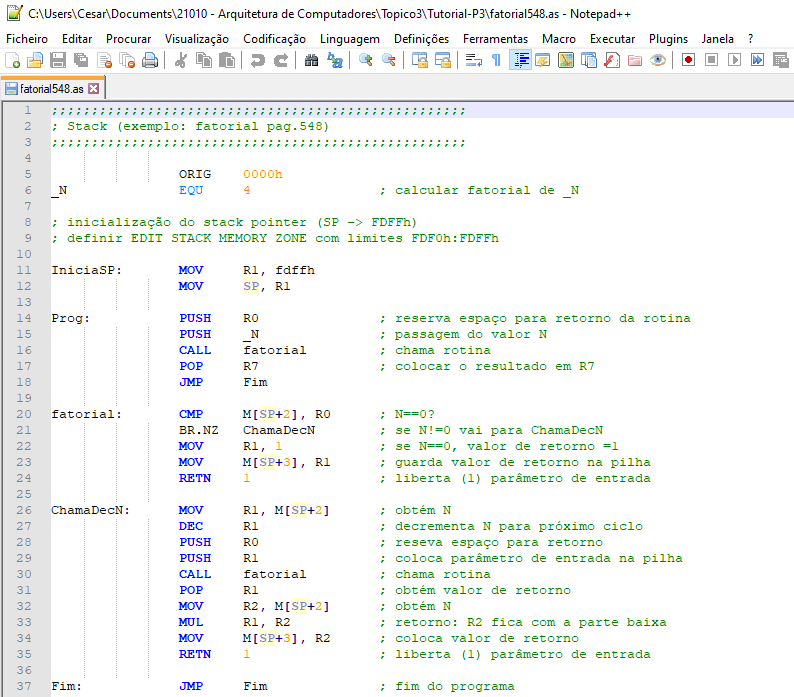 C:\Users\Cesar\Documents\21010 - Arquitetura de Computadores\Topico3\Tutorial-P3\fatorial548.as - Notepad++
Ficheiro Editar Procurar Visualização Codificação Linguagem Definições Ferramentas Macro Executar Plugins Janela ?
fatorial548.as
1 ;;;;;;;;;;;;;;;;;;;;;;;;;;;;;;;;;;;;;;;;;;;;;;;;;;;;
2 ; Stack (exemplo: fatorial pag.548)
3 ;;;;;;;;;;;;;;;;;;;;;;;;;;;;;;;;;;;;;;;;;;;;;;;;;;;;
4
5 ORIG 0000h
6 _N EQU 4 ; calcular fatorial de _N
7
8 ; inicialização do stack pointer (SP -> FDFFh)
9 ; definir EDIT STACK MEMORY ZONE com limites FDF0h:FDFFh
10
11 IniciaSP: MOV R1, fdffh
12 MOV SP, R1
13
14 Prog: PUSH R0 ; reserva espaço para retorno da rotina
15 PUSH _N ; passagem do valor N
16 CALL fatorial ; chama rotina
17 POP R7 ; colocar o resultado em R7
18 JMP Fim
19
20 fatorial: CMP M[SP+2], R0 ; N==0?
21 BR.NZ ChamaDecN ; se N!=0 vai para ChamaDecN
22 MOV R1, 1 ; se N==0, valor de retorno =1
23 MOV M[SP+3], R1 ; guarda valor de retorno na pilha
24 RETN 1 ; liberta (1) parâmetro de entrada
25
26 ChamaDecN: MOV R1, M[SP+2] ; obtém N
27 DEC R1 ; decrementa N para próximo ciclo
28 PUSH R0 ; reseva espaço para retorno
29 PUSH R1 ; coloca parâmetro de entrada na pilha
30 CALL fatorial ; chama rotina
31 POP R1 ; obtém valor de retorno
32 MOV R2, M[SP+2] ; obtém N
33 MUL R1, R2 ; retorno: R2 fica com a parte baixa
34 MOV M[SP+3], R2 ; coloca valor de retorno
35 RETN 1 ; liberta (1) parâmetro de entrada
36
37 Fim: JMP Fim ; fim do programa